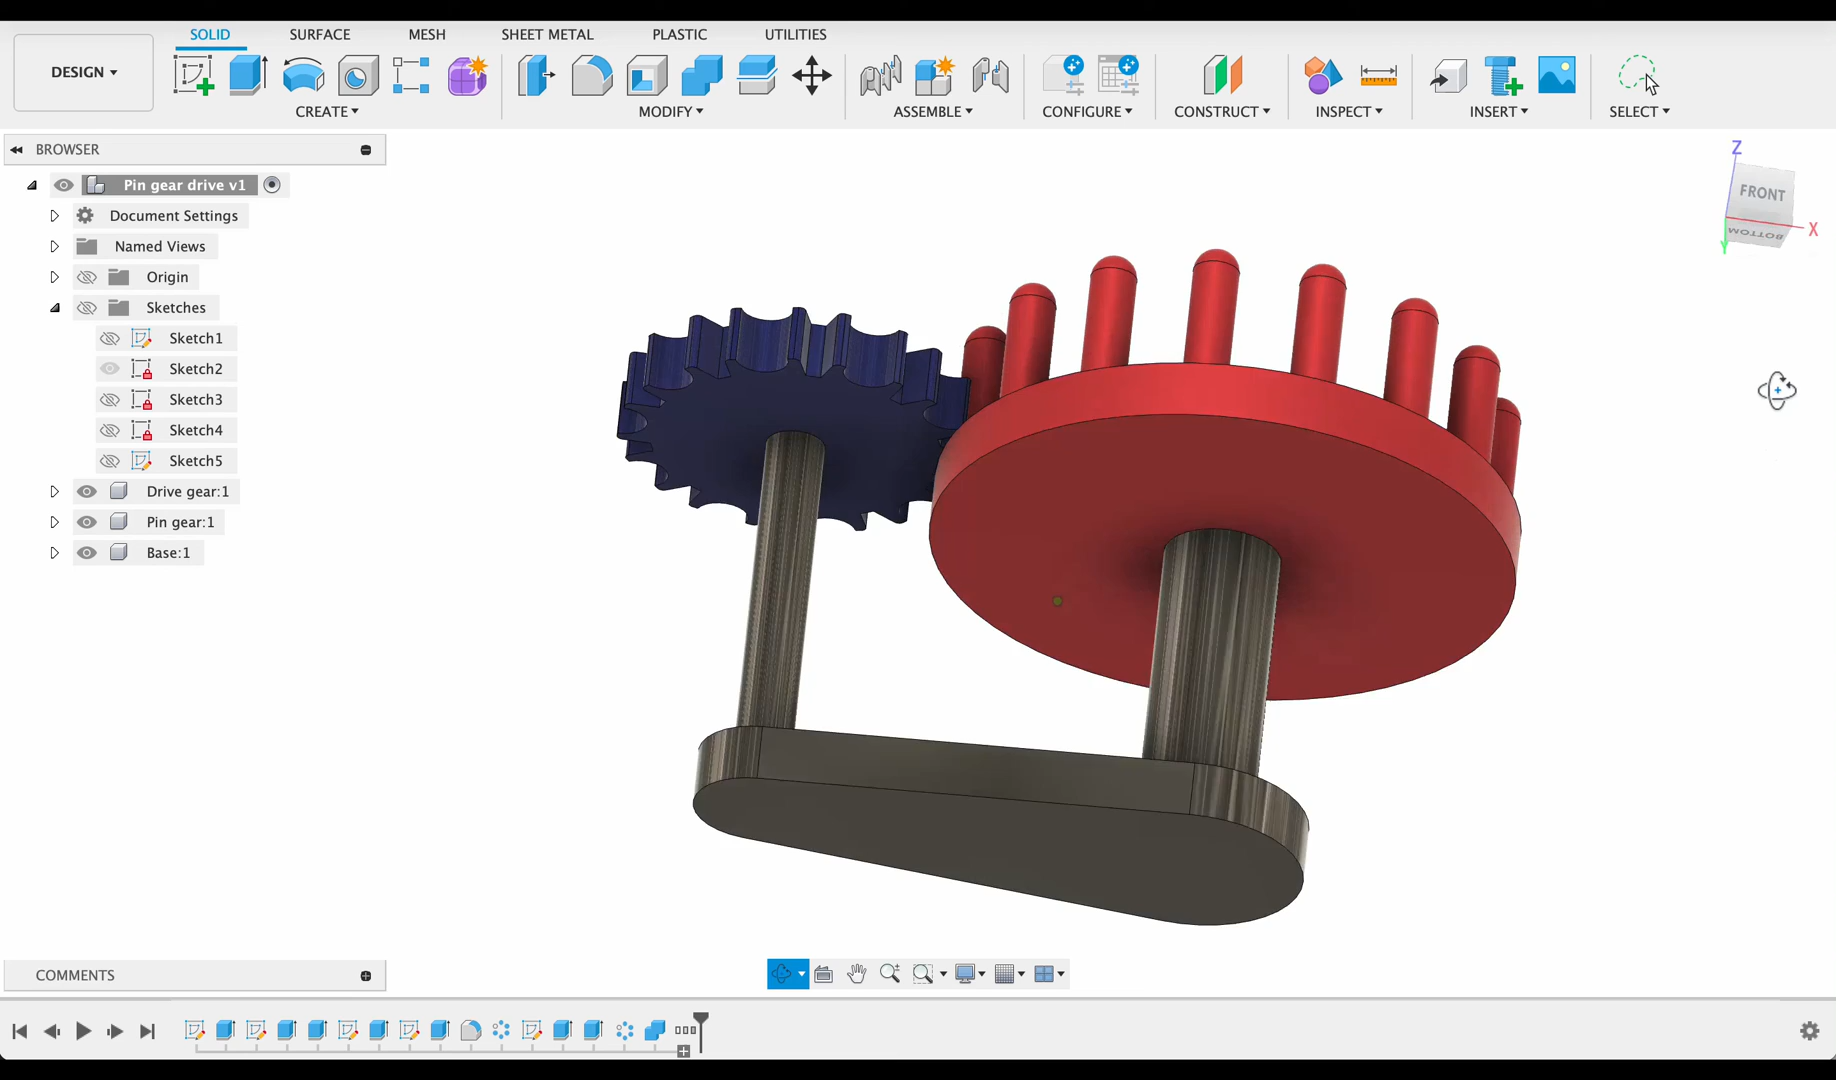 SOLID SURFACE MESH SHEET METAL PLASTIC UTILITIES
DESIGN
CREATE MODIFY ASSEMBLE CONFIGURE CONSTRUCT INSPECT INSERT SELECT
BROWSER
Pin gear drive v1
Document Settings
Named Views
Origin
Sketches
Sketch1
Sketch2
Sketch3
Sketch4
Sketch5
Drive gear:1
Pin gear:1
Base:1
Z
FRONT
X
BOTTOM
Y
COMMENTS